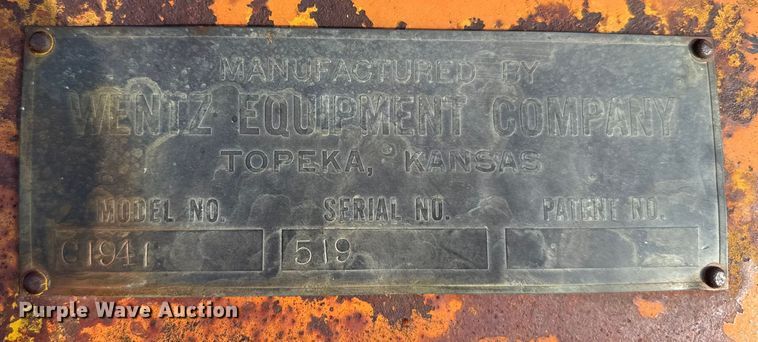 MANUFACTURED BY
WENTZ EQUIPMENT COMPANY
TOPEKA, KANSAS
MODEL NO. SERIAL NO. PATENT NO.
C1941 519
Purple Wave Auction